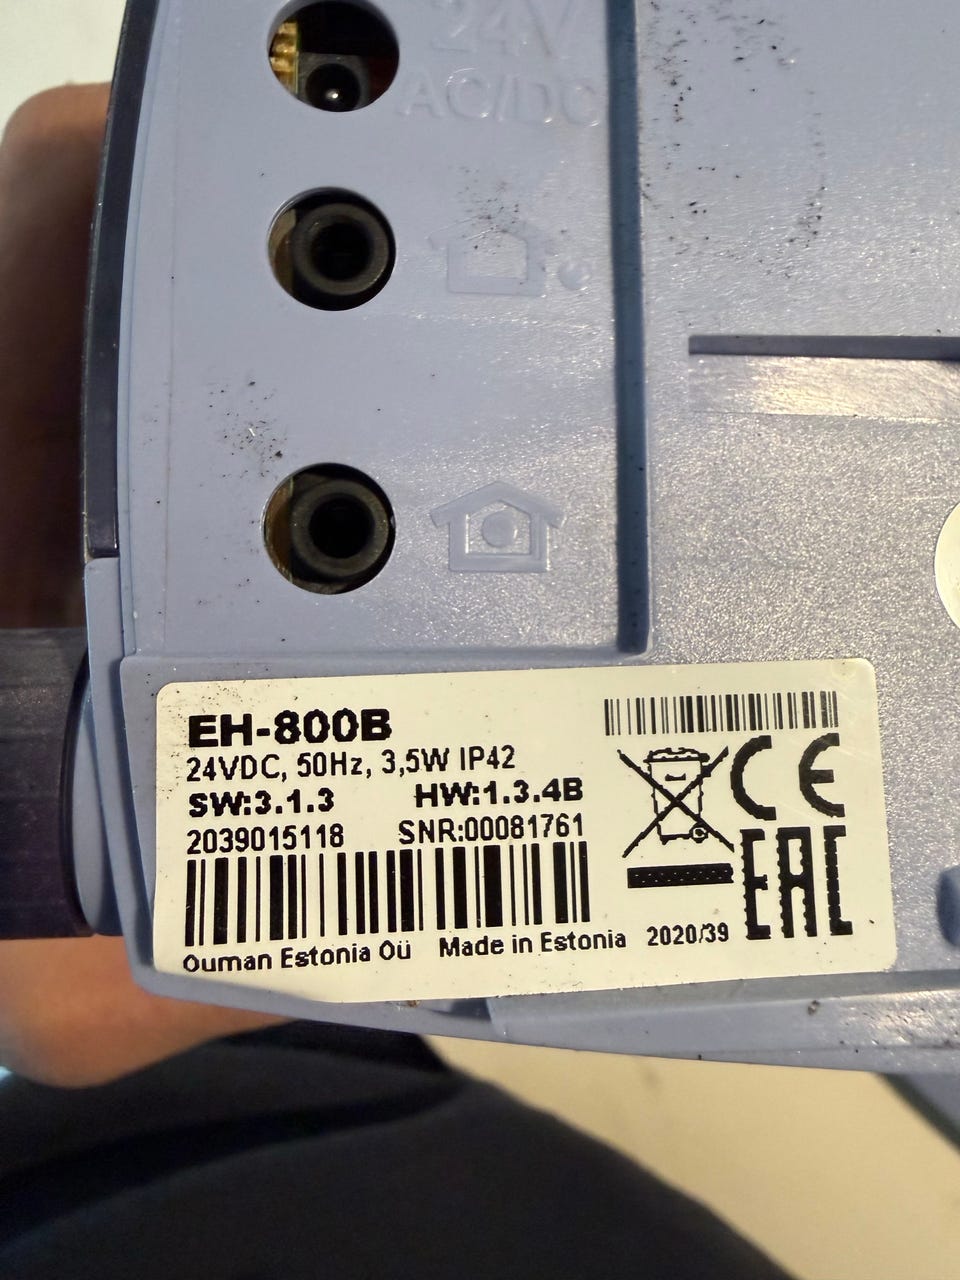 24V
AC/DC
EH-800B
24VDC, 50Hz, 3,5W IP42
SW:3.1.3 HW:1.3.4B
2039015118 SNR:00081761
Ouman Estonia Oü Made in Estonia 2020/39
CE
EAC